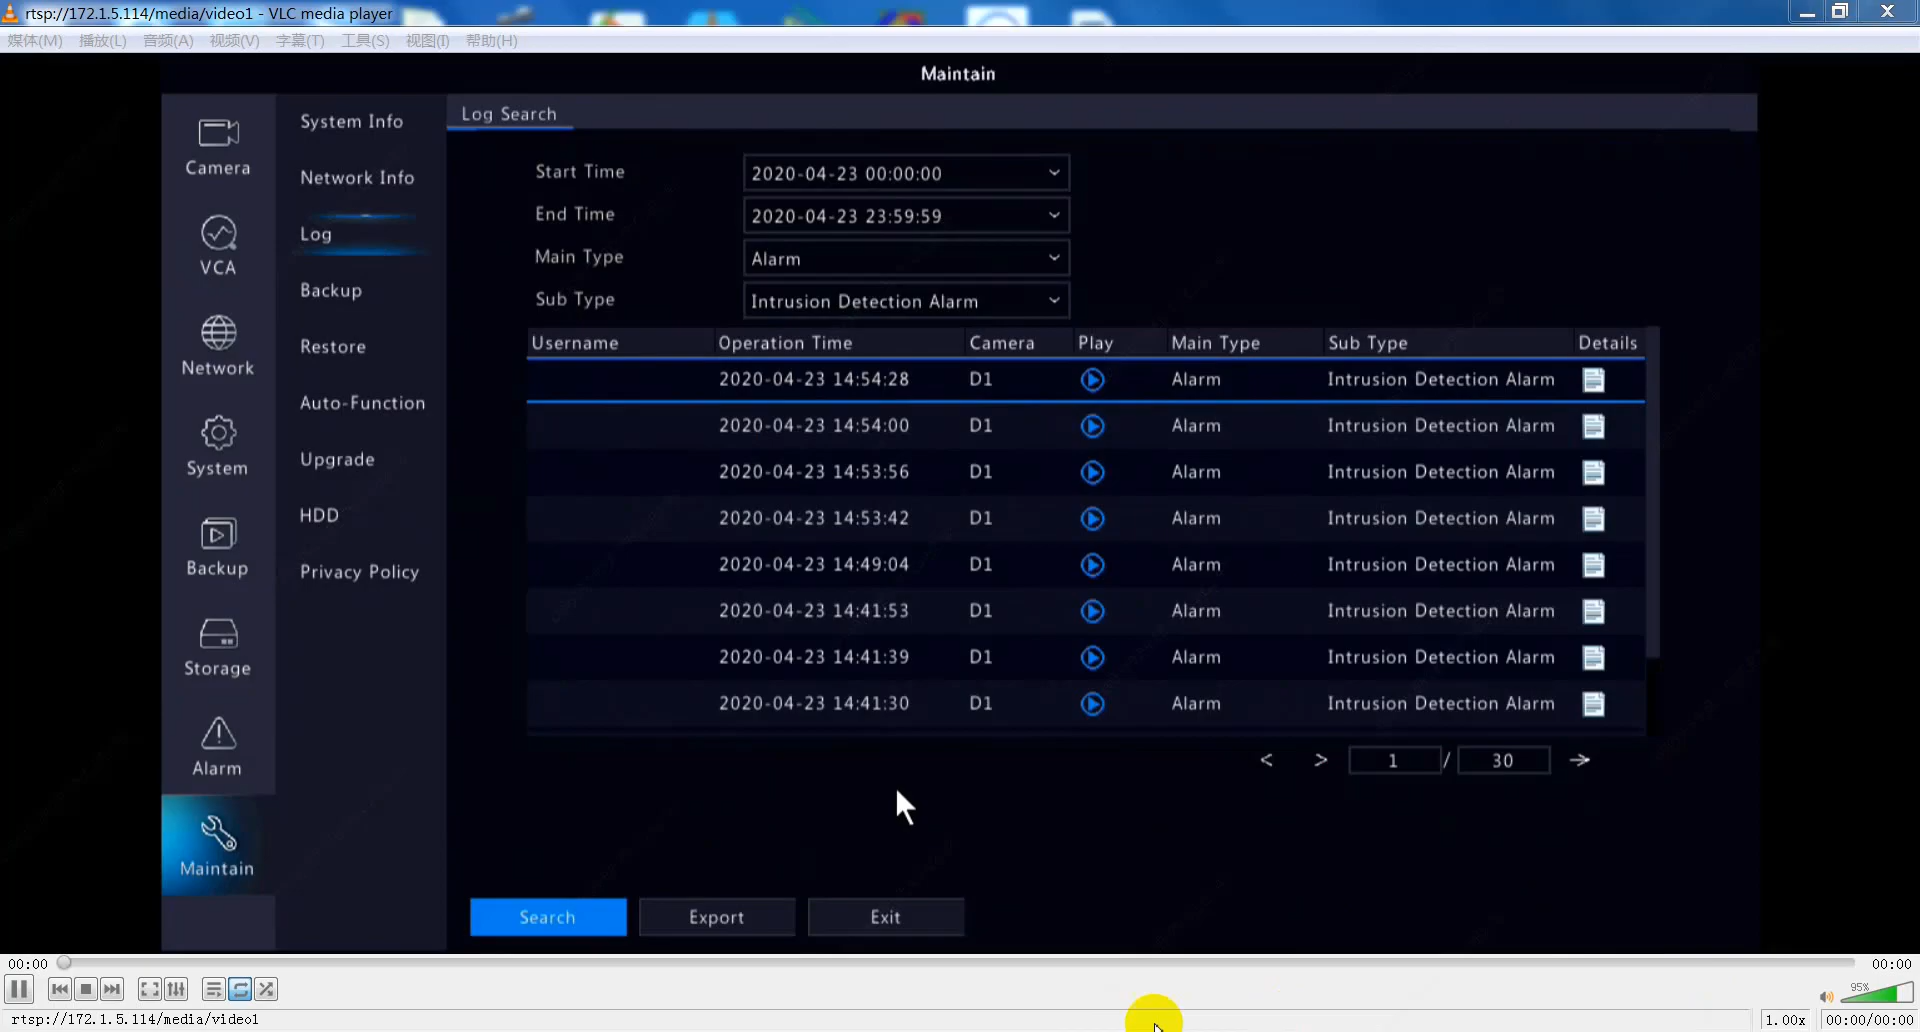 rtsp://172.1.5.114/media/video1 - VLC media player
媒体(M) 播放(L) 音频(A) 视频(V) 字幕(T) 工具(S) 视图(I) 帮助(H)
Maintain
Camera
VCA
Network
System
Backup
Storage
Alarm
Maintain
System Info
Network Info
Log
Backup
Restore
Auto-Function
Upgrade
HDD
Privacy Policy
Log Search
Start Time 2020-04-23 00:00:00
End Time 2020-04-23 23:59:59
Main Type Alarm
Sub Type Intrusion Detection Alarm
Username Operation Time Camera Play Main Type Sub Type Details
2020-04-23 14:54:28 D1 Alarm Intrusion Detection Alarm
2020-04-23 14:54:00 D1 Alarm Intrusion Detection Alarm
2020-04-23 14:53:56 D1 Alarm Intrusion Detection Alarm
2020-04-23 14:53:42 D1 Alarm Intrusion Detection Alarm
2020-04-23 14:49:04 D1 Alarm Intrusion Detection Alarm
2020-04-23 14:41:53 D1 Alarm Intrusion Detection Alarm
2020-04-23 14:41:39 D1 Alarm Intrusion Detection Alarm
2020-04-23 14:41:30 D1 Alarm Intrusion Detection Alarm
< > 1 / 30 →
Search Export Exit
00:00 00:00
95%
rtsp://172.1.5.114/media/video1 1.00x 00:00/00:00